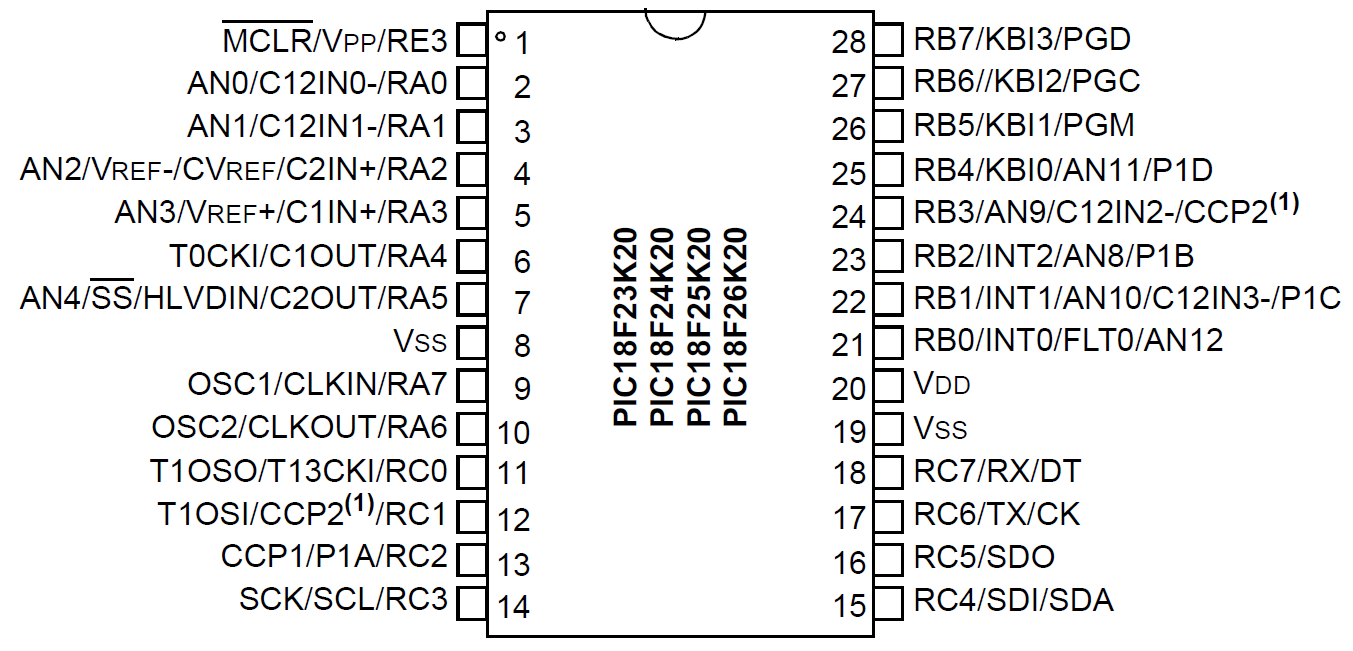 MCLR/VPP/RE3 1 28 RB7/KBI3/PGD
AN0/C12IN0-/RA0 2 27 RB6//KBI2/PGC
AN1/C12IN1-/RA1 3 26 RB5/KBI1/PGM
AN2/VREF-/CVREF/C2IN+/RA2 4 25 RB4/KBI0/AN11/P1D
AN3/VREF+/C1IN+/RA3 5 24 RB3/AN9/C12IN2-/CCP2(1)
T0CKI/C1OUT/RA4 6 23 RB2/INT2/AN8/P1B
AN4/SS/HLVDIN/C2OUT/RA5 7 22 RB1/INT1/AN10/C12IN3-/P1C
VSS 8 21 RB0/INT0/FLT0/AN12
OSC1/CLKIN/RA7 9 20 VDD
OSC2/CLKOUT/RA6 10 19 VSS
T1OSO/T13CKI/RC0 11 18 RC7/RX/DT
T1OSI/CCP2(1)/RC1 12 17 RC6/TX/CK
CCP1/P1A/RC2 13 16 RC5/SDO
SCK/SCL/RC3 14 15 RC4/SDI/SDA
PIC18F23K20
PIC18F24K20
PIC18F25K20
PIC18F26K20